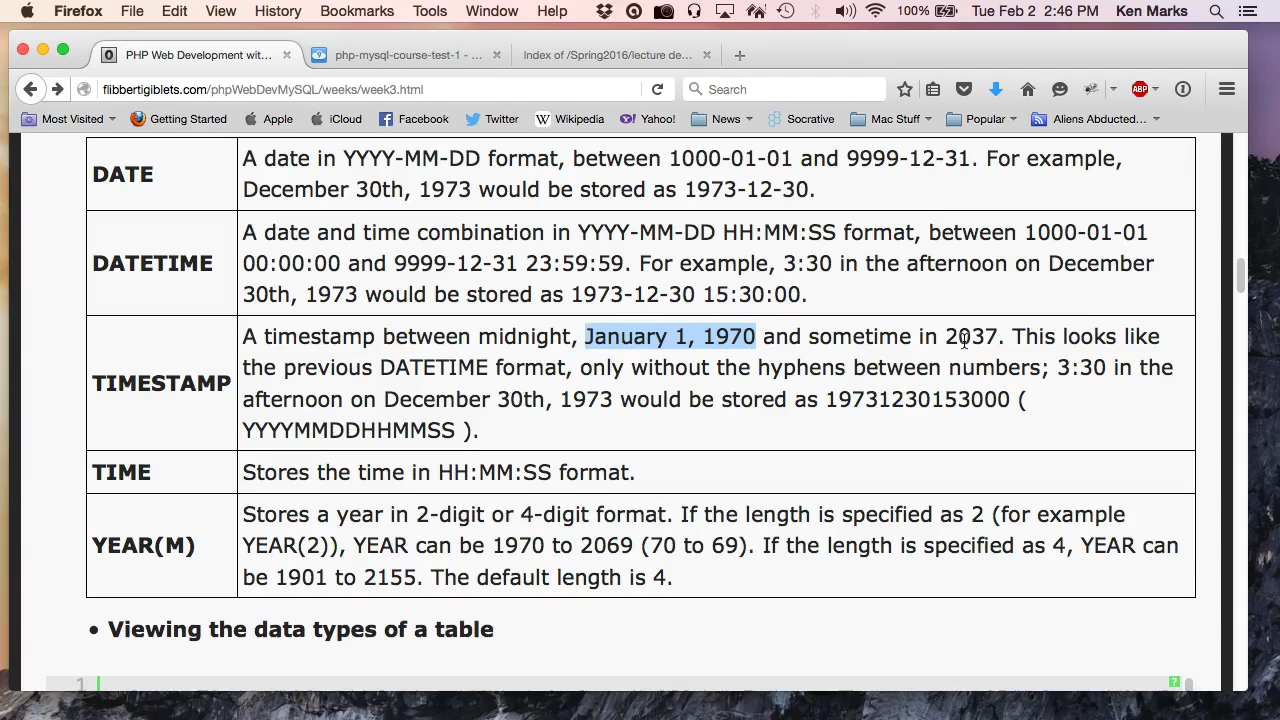 Firefox File Edit View History Bookmarks Tools Window Help 100% Tue Feb 2 2:46 PM Ken Marks
PHP Web Development wit... php-mysql-course-test-1 - ... Index of /Spring2016/lecture de...
flibbertigiblets.com/phpWebDevMySQL/weeks/week3.html Search ABP
Most Visited Getting Started Apple iCloud Facebook Twitter Wikipedia Yahoo! News Socrative Mac Stuff Popular Aliens Abducted...
DATE
A date in YYYY-MM-DD format, between 1000-01-01 and 9999-12-31. For example,
December 30th, 1973 would be stored as 1973-12-30.
DATETIME
A date and time combination in YYYY-MM-DD HH:MM:SS format, between 1000-01-01
00:00:00 and 9999-12-31 23:59:59. For example, 3:30 in the afternoon on December
30th, 1973 would be stored as 1973-12-30 15:30:00.
TIMESTAMP
A timestamp between midnight, January 1, 1970 and sometime in 2037. This looks like
the previous DATETIME format, only without the hyphens between numbers; 3:30 in the
afternoon on December 30th, 1973 would be stored as 19731230153000 (
YYYYMMDDHHMMSS ).
TIME
Stores the time in HH:MM:SS format.
YEAR(M)
Stores a year in 2-digit or 4-digit format. If the length is specified as 2 (for example
YEAR(2)), YEAR can be 1970 to 2069 (70 to 69). If the length is specified as 4, YEAR can
be 1901 to 2155. The default length is 4.
• Viewing the data types of a table
1 ?